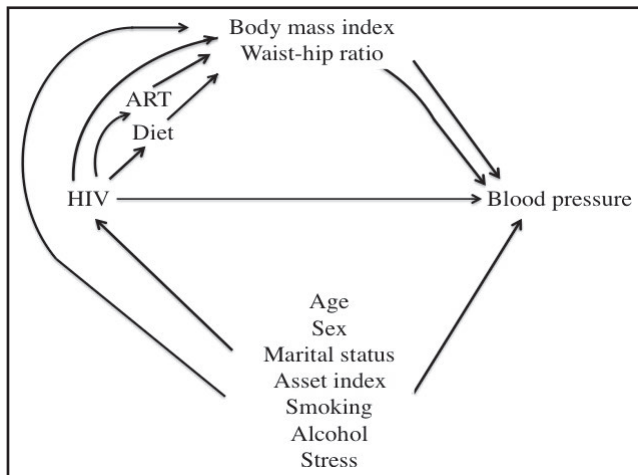 Body mass index
Waist-hip ratio
ART
Diet
HIV
Blood pressure
Age
Sex
Marital status
Asset index
Smoking
Alcohol
Stress